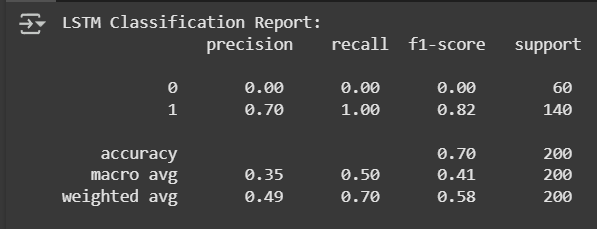 LSTM Classification Report:
precision recall f1-score support
0 0.00 0.00 0.00 60
1 0.70 1.00 0.82 140
accuracy 0.70 200
macro avg 0.35 0.50 0.41 200
weighted avg 0.49 0.70 0.58 200